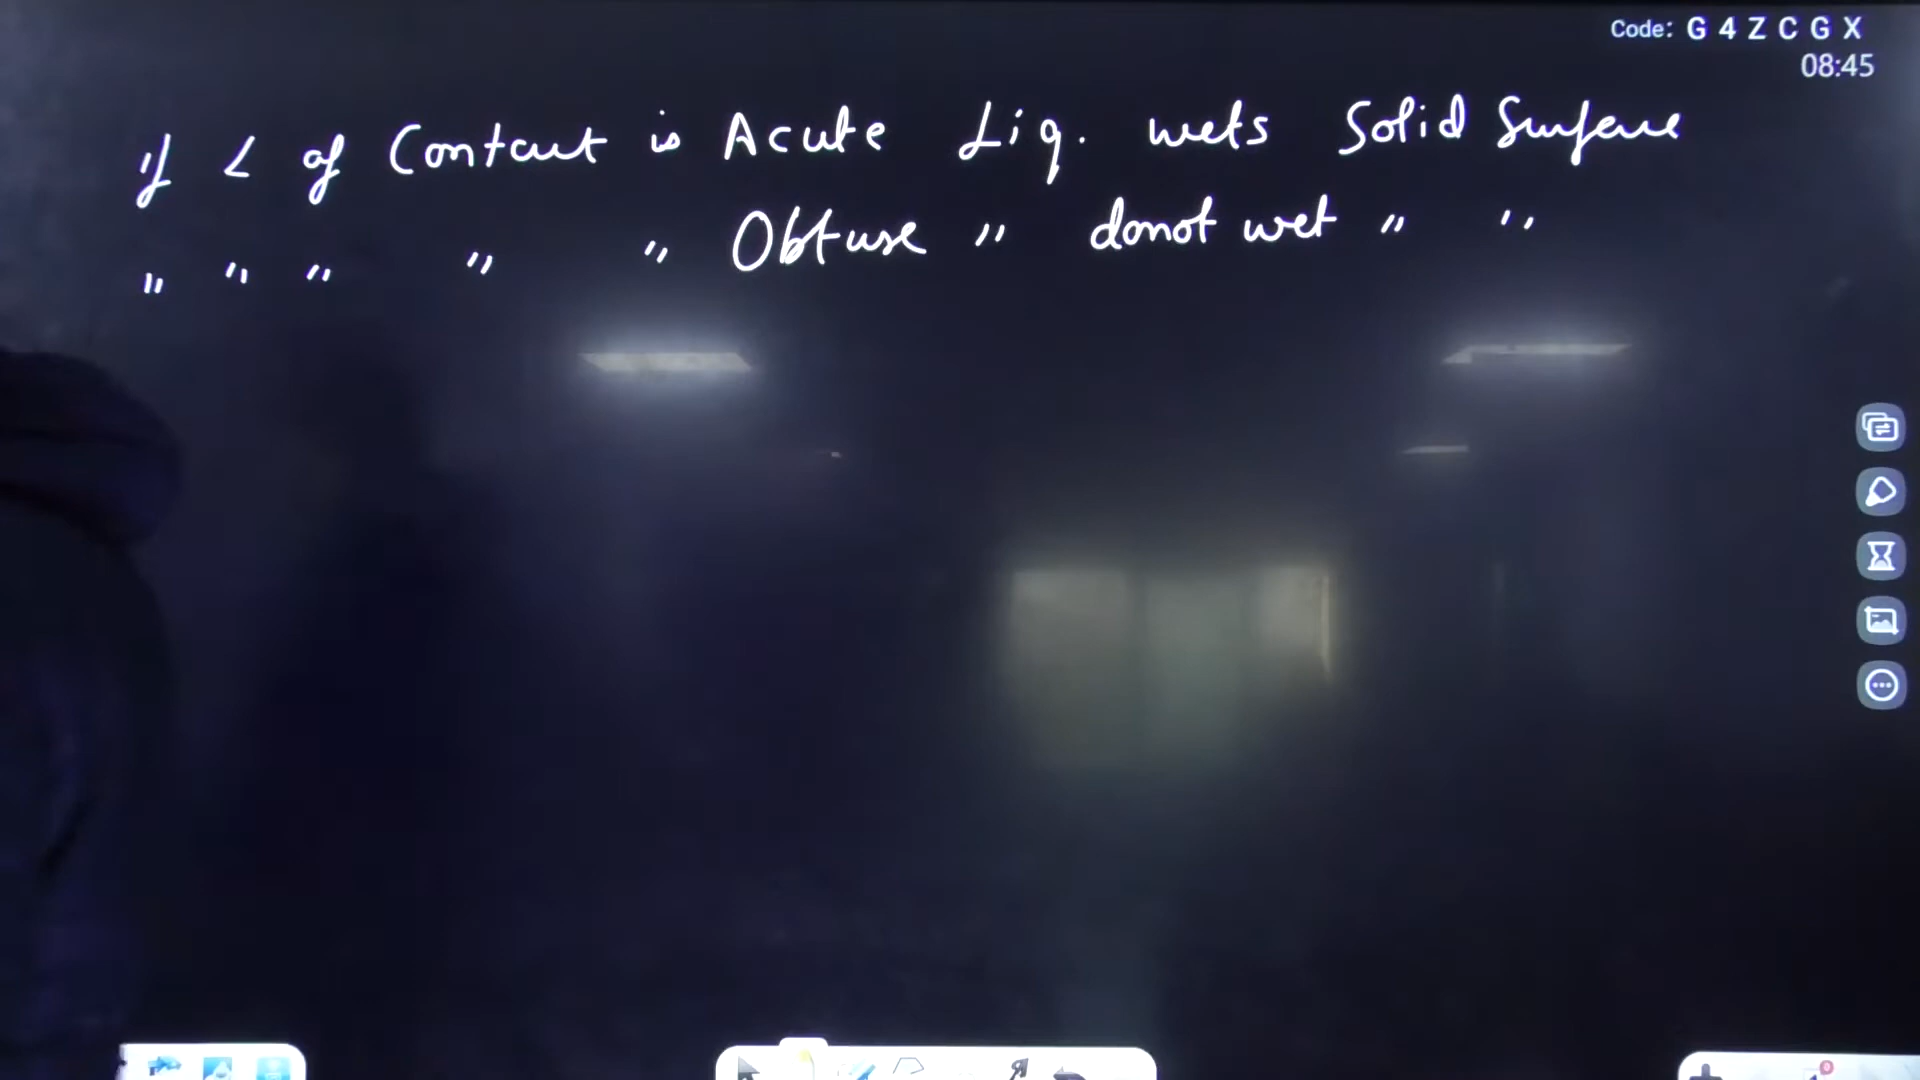 Code: G 4 Z C G X
08:45
if < of Contact is Acute Liq. wets Solid Surface
" " " " " Obtuse " donot wet " "